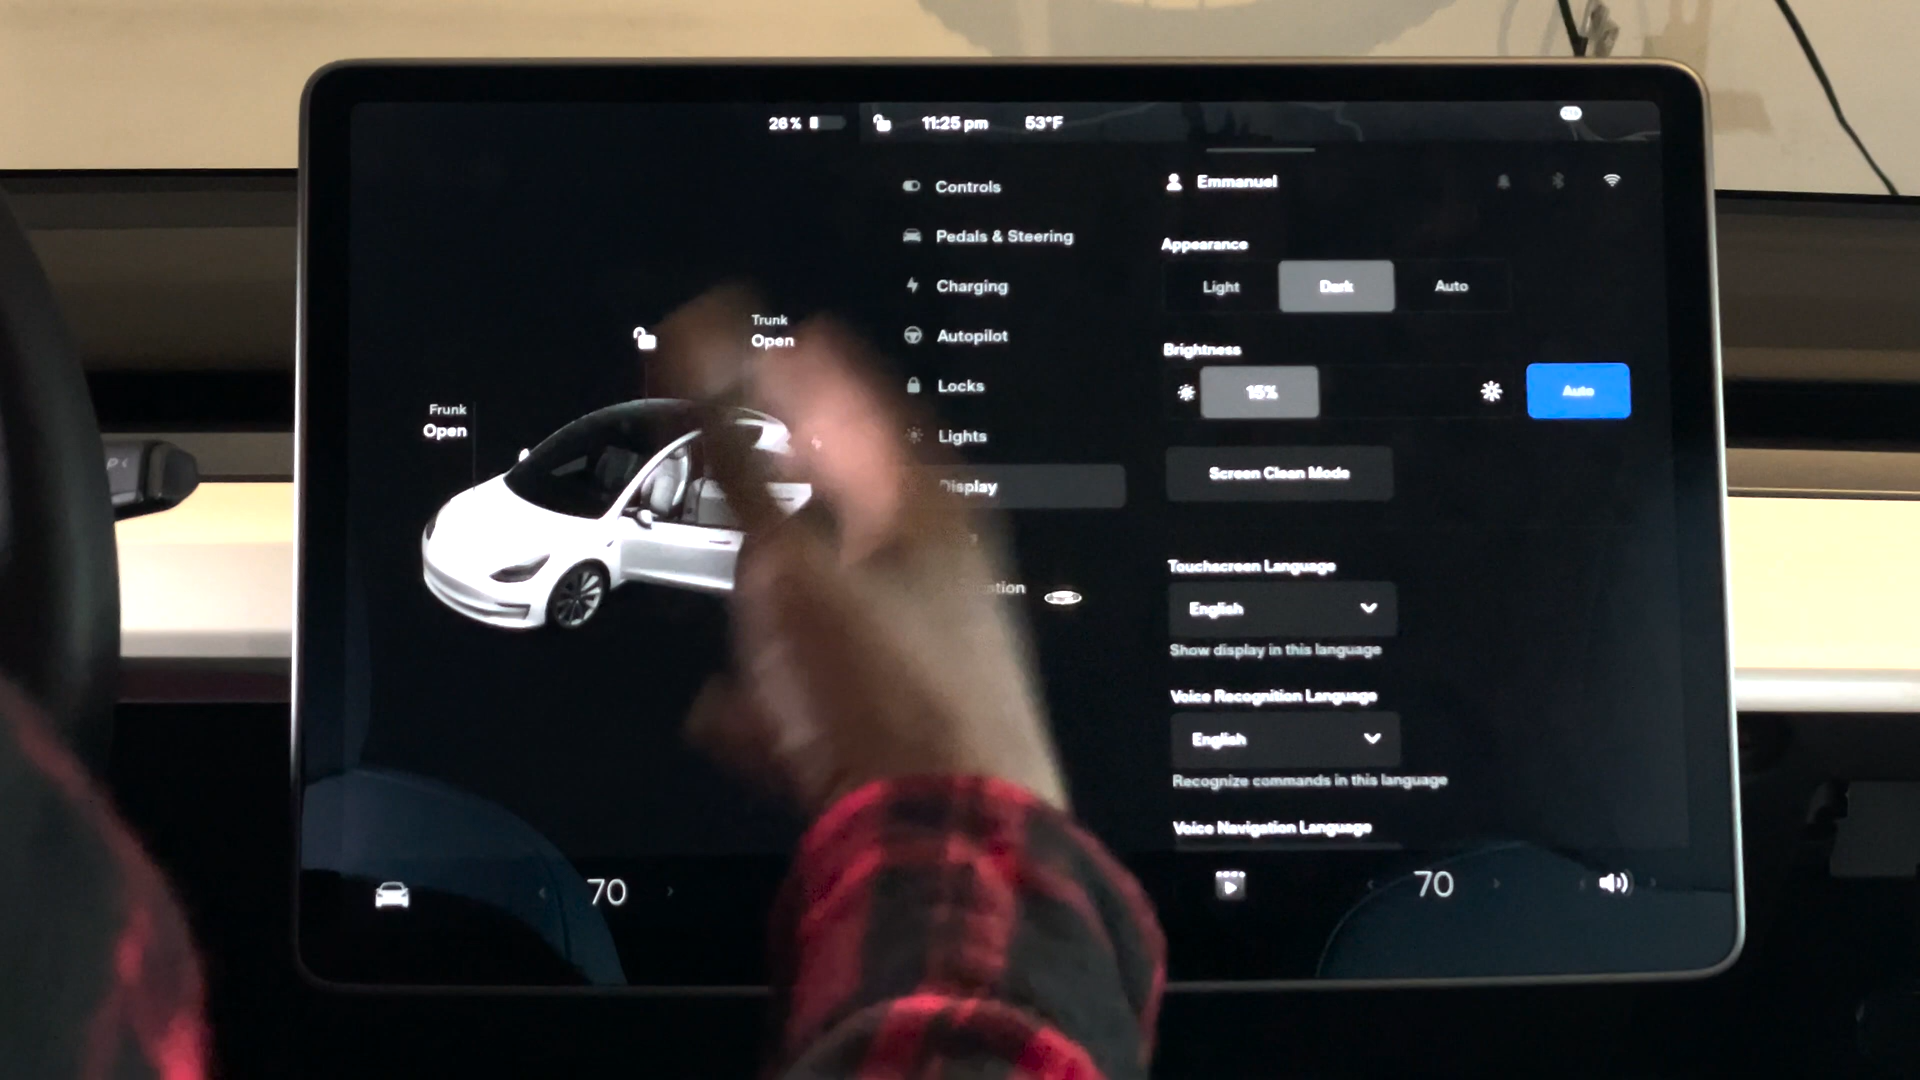 26%
11:25 pm
53°F
Controls
Pedals & Steering
Charging
Autopilot
Locks
Lights
Display
Trunk
Open
Frunk
Open
Emmanuel
Appearance
Light
Dark
Auto
Brightness
15%
Auto
Screen Clean Mode
Touchscreen Language
English
Show display in this language
Voice Recognition Language
English
Recognize commands in this language
Voice Navigation Language
70
70